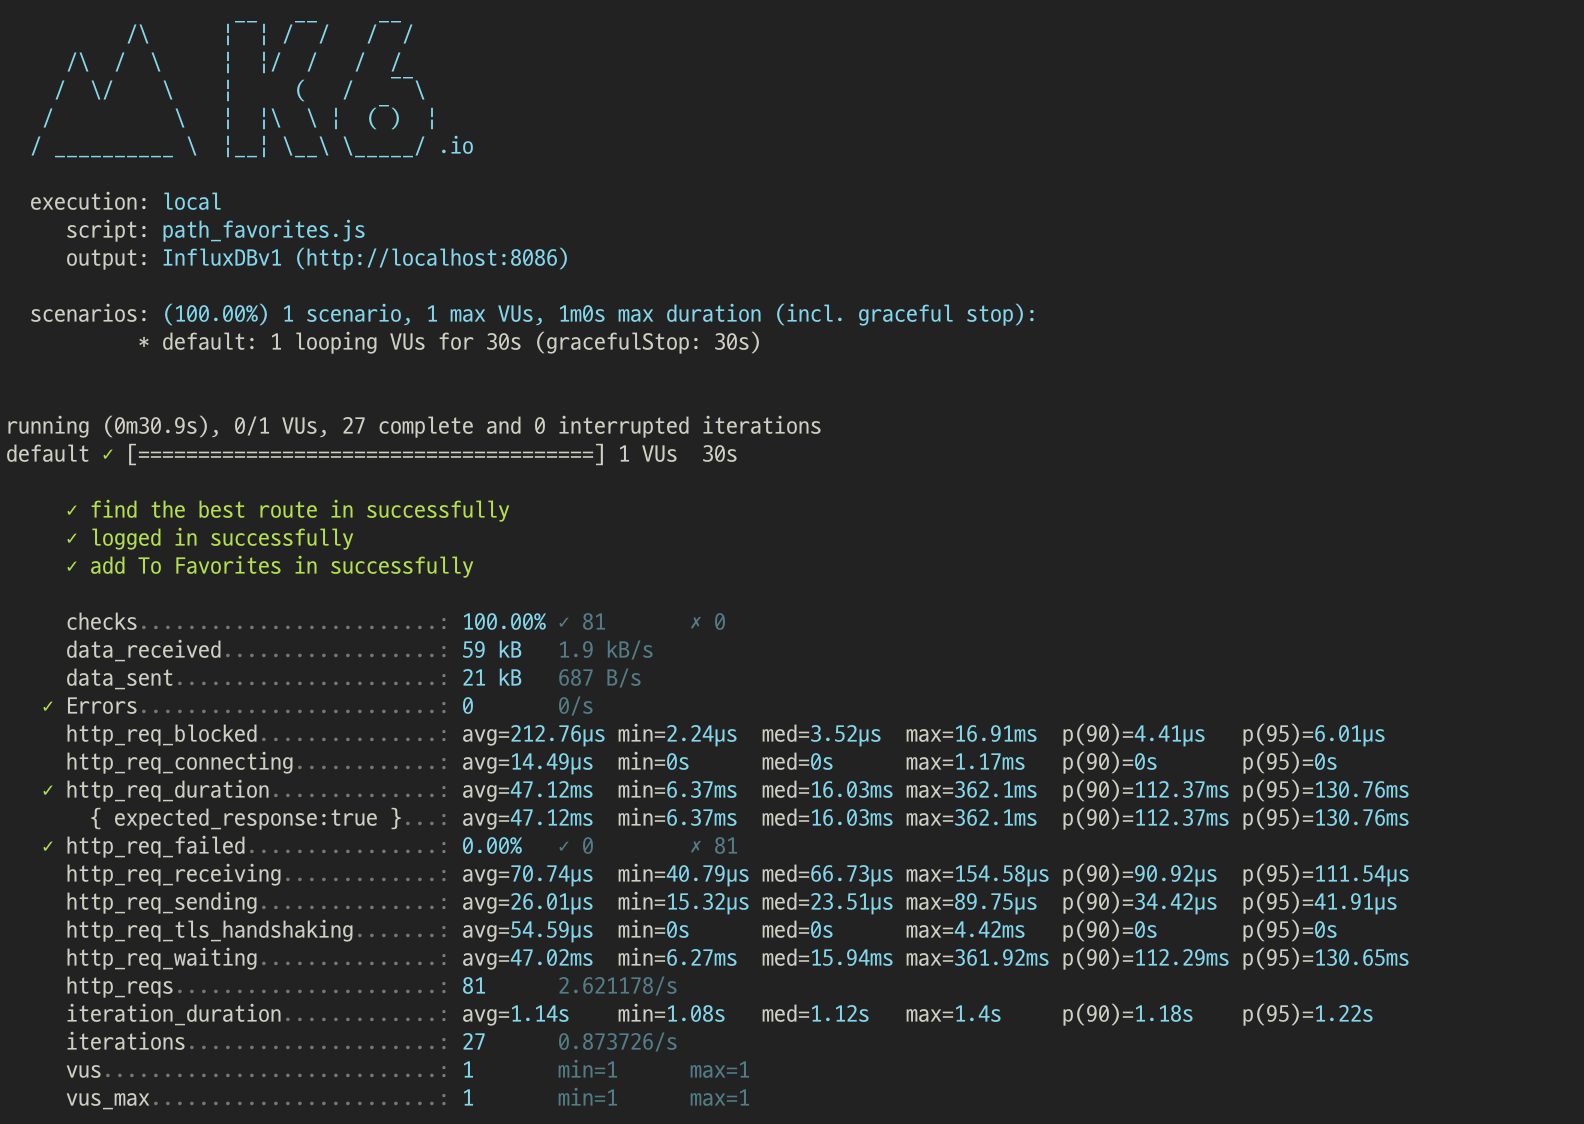 /\      |‾‾| /‾‾/   /‾‾/
/\  /  \     |  |/  /   /  /
/  \/    \    |     (   /   ‾‾\
/          \   |  |\  \ |  (‾)  |
/ __________ \  |__| \__\ \_____/ .io
execution: local
script: path_favorites.js
output: InfluxDBv1 (http://localhost:8086)
scenarios: (100.00%) 1 scenario, 1 max VUs, 1m0s max duration (incl. graceful stop):
* default: 1 looping VUs for 30s (gracefulStop: 30s)
running (0m30.9s), 0/1 VUs, 27 complete and 0 interrupted iterations
default ✓ [======================================] 1 VUs  30s
✓ find the best route in successfully
✓ logged in successfully
✓ add To Favorites in successfully
checks.........................: 100.00% ✓ 81       ✗ 0
data_received..................: 59 kB   1.9 kB/s
data_sent......................: 21 kB   687 B/s
✓ Errors.........................: 0       0/s
http_req_blocked...............: avg=212.76µs min=2.24µs  med=3.52µs  max=16.91ms  p(90)=4.41µs   p(95)=6.01µs
http_req_connecting............: avg=14.49µs  min=0s      med=0s      max=1.17ms   p(90)=0s       p(95)=0s
✓ http_req_duration..............: avg=47.12ms  min=6.37ms  med=16.03ms max=362.1ms  p(90)=112.37ms p(95)=130.76ms
{ expected_response:true }...: avg=47.12ms  min=6.37ms  med=16.03ms max=362.1ms  p(90)=112.37ms p(95)=130.76ms
✓ http_req_failed................: 0.00%   ✓ 0        ✗ 81
http_req_receiving.............: avg=70.74µs  min=40.79µs med=66.73µs max=154.58µs p(90)=90.92µs  p(95)=111.54µs
http_req_sending...............: avg=26.01µs  min=15.32µs med=23.51µs max=89.75µs  p(90)=34.42µs  p(95)=41.91µs
http_req_tls_handshaking.......: avg=54.59µs  min=0s      med=0s      max=4.42ms   p(90)=0s       p(95)=0s
http_req_waiting...............: avg=47.02ms  min=6.27ms  med=15.94ms max=361.92ms p(90)=112.29ms p(95)=130.65ms
http_reqs......................: 81      2.621178/s
iteration_duration.............: avg=1.14s    min=1.08s   med=1.12s   max=1.4s     p(90)=1.18s    p(95)=1.22s
iterations.....................: 27      0.873726/s
vus............................: 1       min=1      max=1
vus_max........................: 1       min=1      max=1